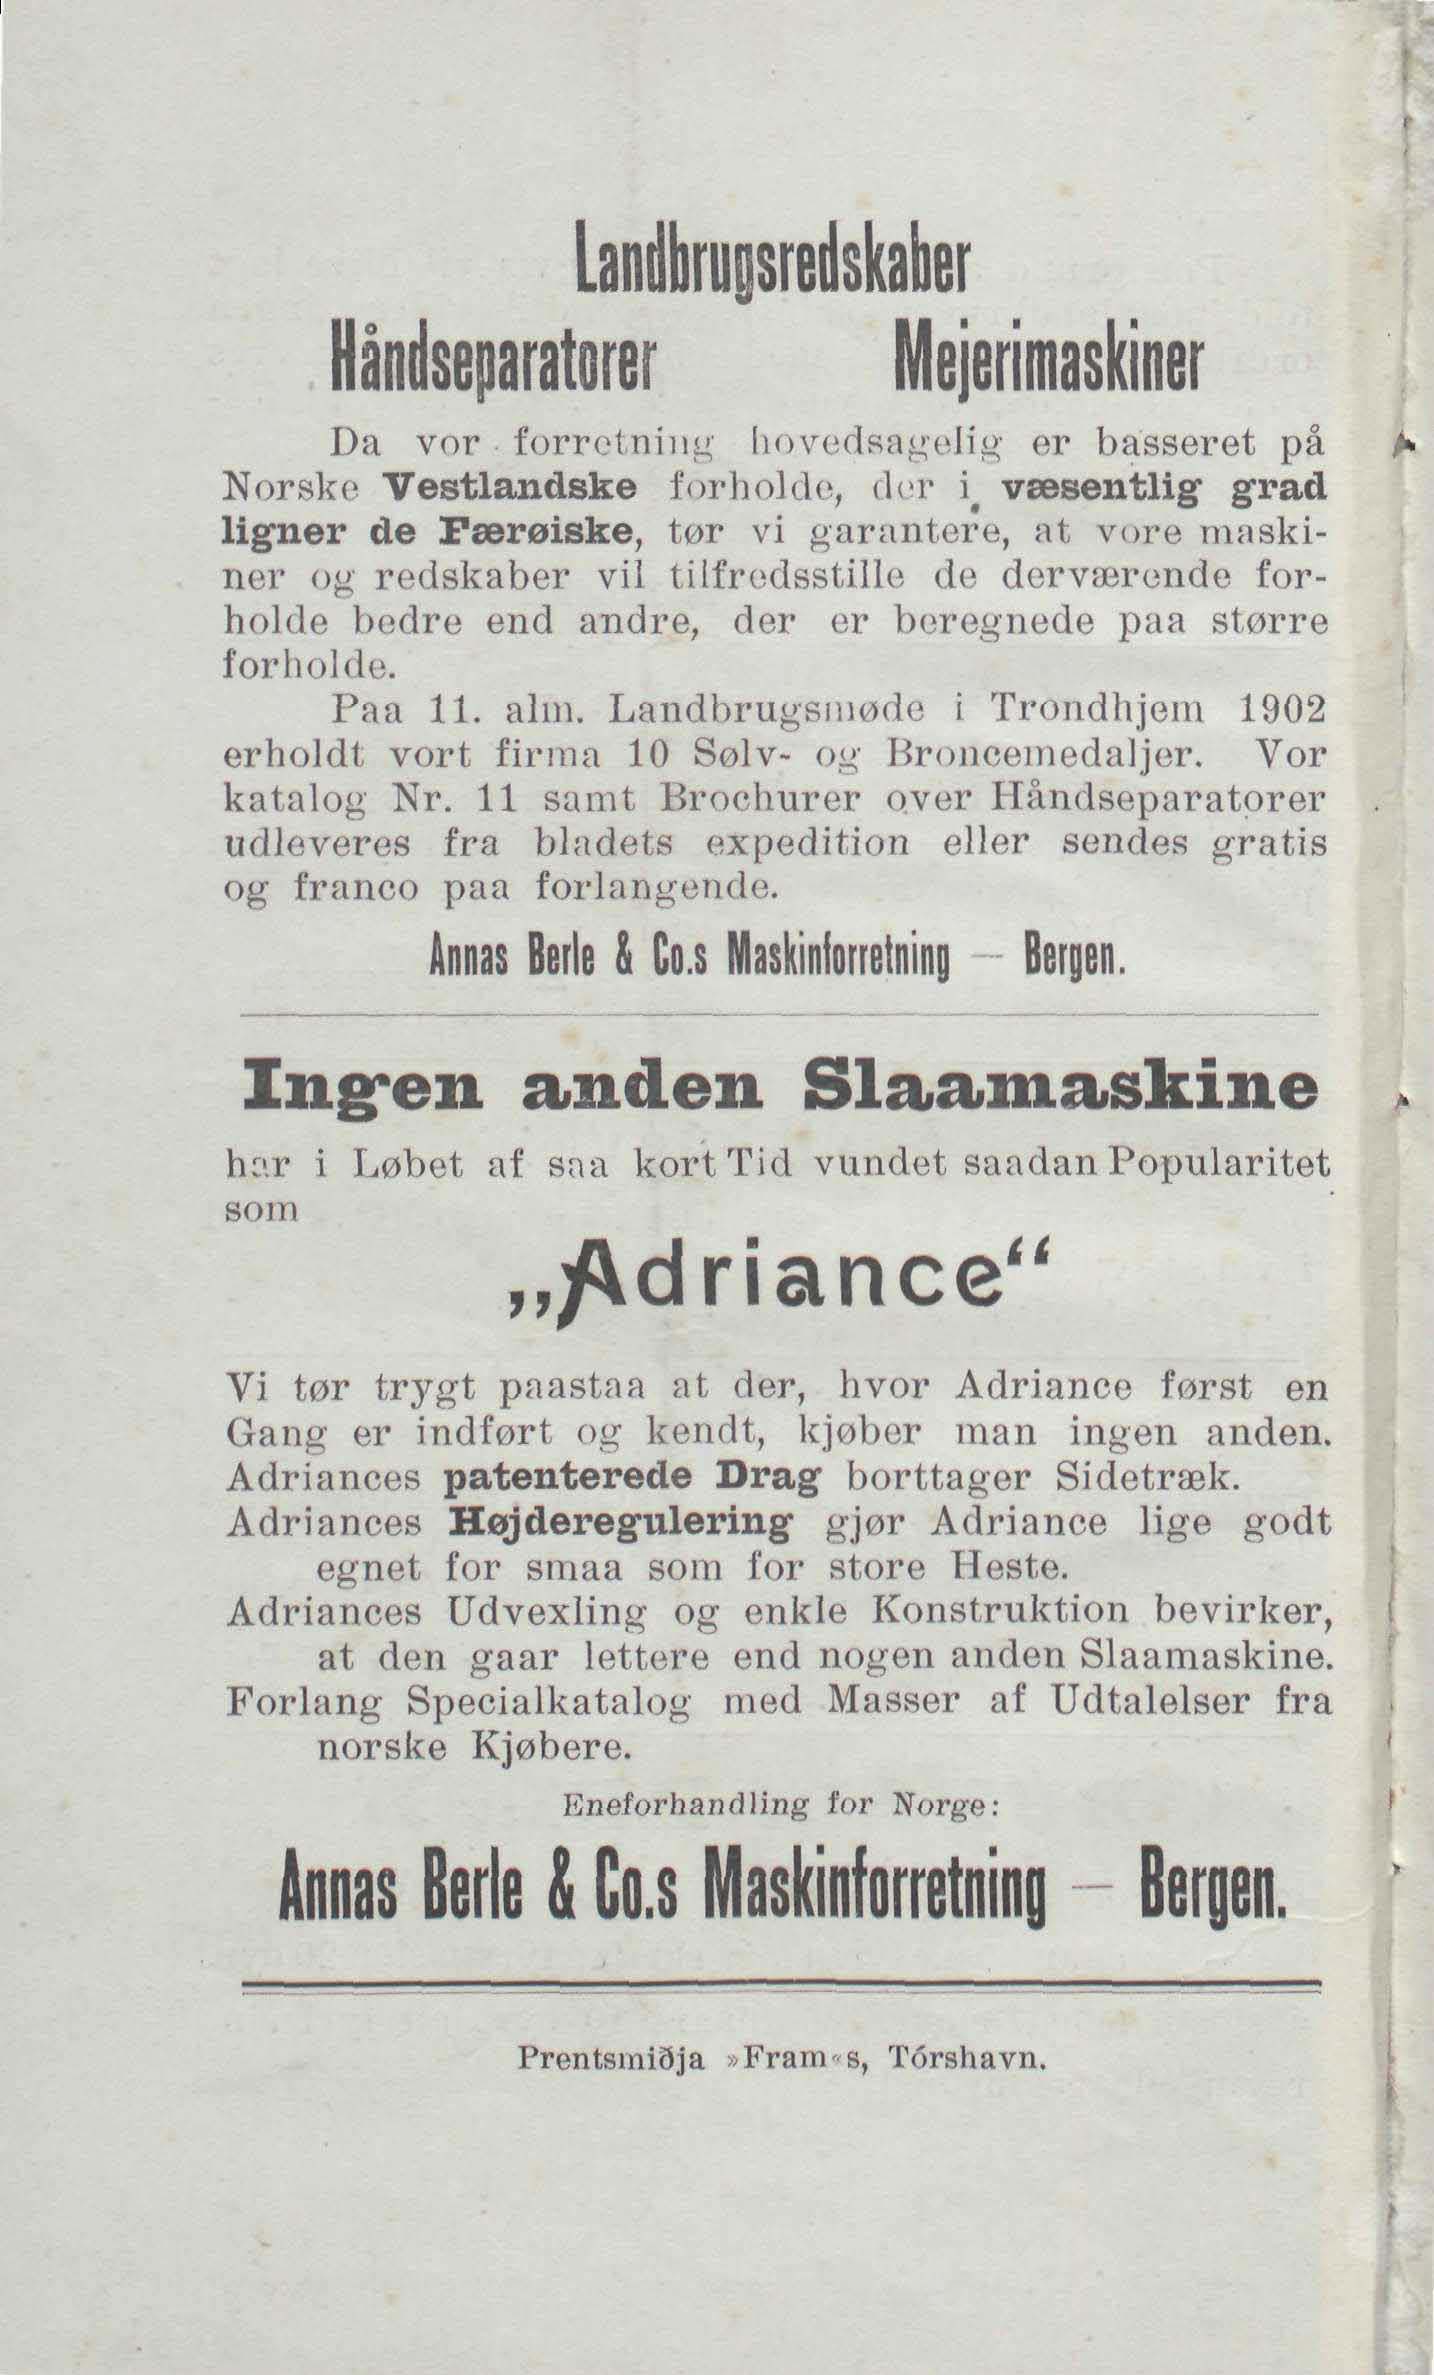 Landbrugsredskaber
Håndseparatorer Mejerimaskiner
Da vor forretning hovedsagelig er basseret på
Norske Vestlandske forholde, der i væsentlig grad
ligner de Færøiske, tør vi garantere, at vore maski-
ner og redskaber vil tilfredsstille de derværende for-
holde bedre end andre, der er beregnede paa større
forholde.
Paa 11. alm. Landbrugsmøde i Trondhjem 1902
erholdt vort firma 10 Sølv- og Broncemedaljer. Vor
katalog Nr. 11 samt Brochurer over Håndseparatorer
udleveres fra bladets expedition eller sendes gratis
og franco paa forlangende.
Annas Berle & Co.s Maskinforretning — Bergen.
Ingen anden Slaamaskine
har i Løbet af saa kort Tid vundet saadan Popularitet
som
„Adriance“
Vi tør trygt paastaa at der, hvor Adriance først en
Gang er indført og kendt, kjøber man ingen anden.
Adriances patenterede Drag borttager Sidetræk.
Adriances Højderegulering gjør Adriance lige godt
egnet for smaa som for store Heste.
Adriances Udvexling og enkle Konstruktion bevirker,
at den gaar lettere end nogen anden Slaamaskine.
Forlang Specialkatalog med Masser af Udtalelser fra
norske Kjøbere.
Eneforhandling for Norge:
Annas Berle & Co.s Maskinforretning — Bergen.
Prentsmiðja »Fram«s, Tórshavn.